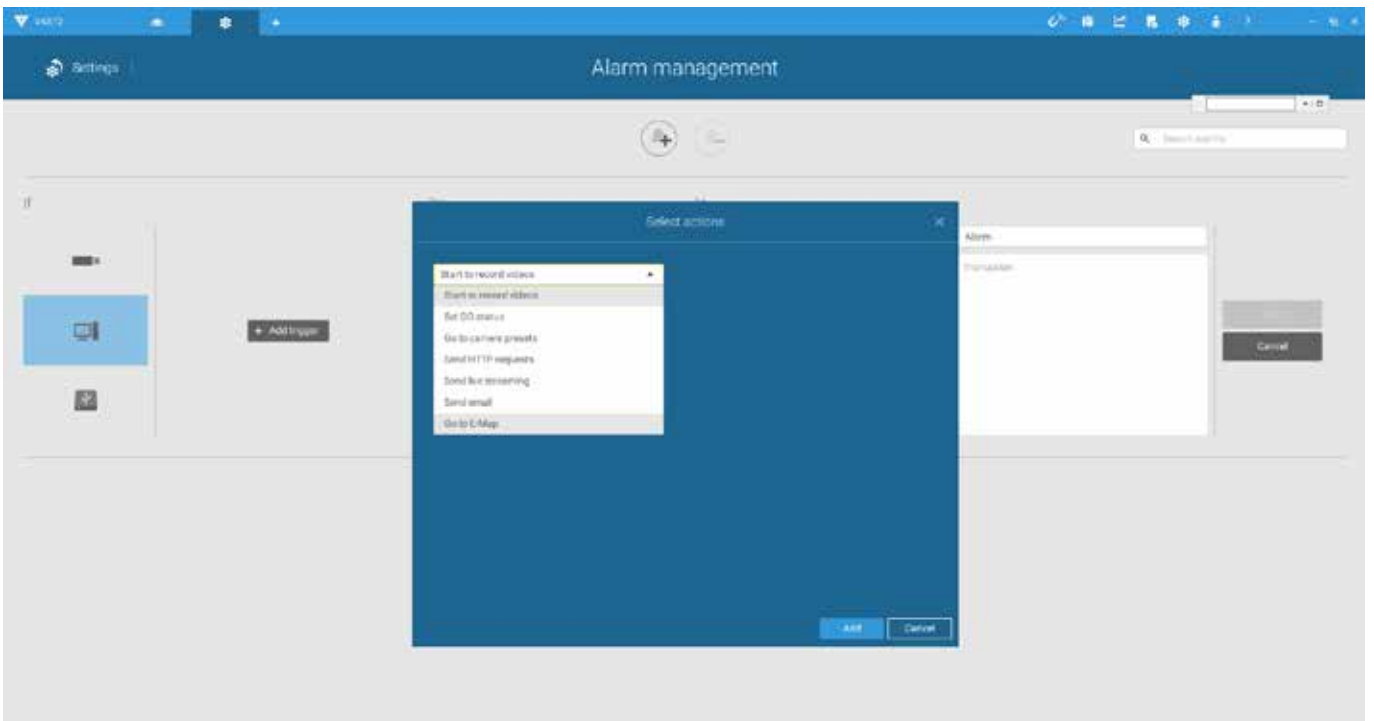 Settings
Alarm management
If
Select actions
Alarm
Start to record videos
Start to record videos
Set DO status
+ Add trigger
Go to camera presets
Cancel
Send HTTP requests
Send live streaming
Send email
Go to E-Map
Add
Cancel